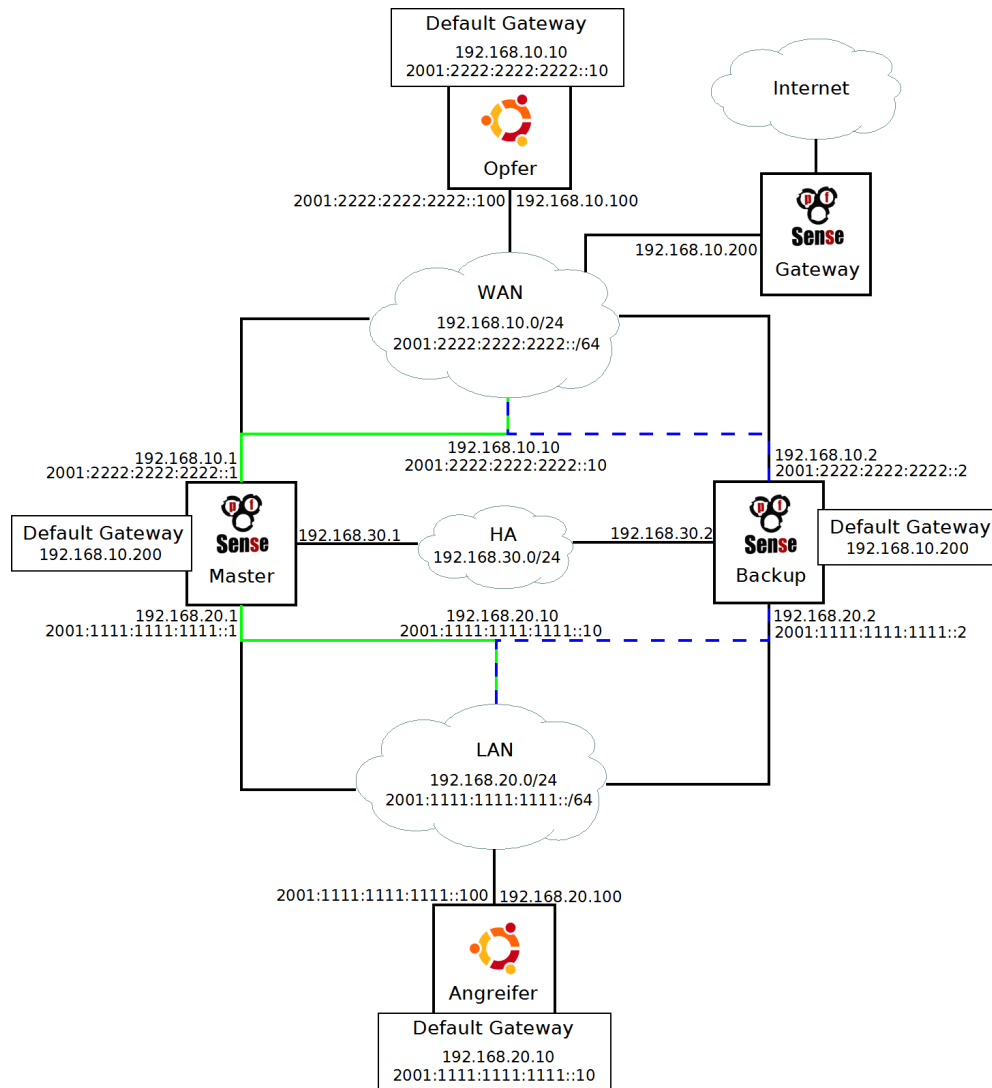 Default Gateway
192.168.10.10
2001:2222:2222:2222::10
Opfer
Internet
2001:2222:2222:2222::100
192.168.10.100
pf
Sense
Gateway
192.168.10.200
WAN
192.168.10.0/24
2001:2222:2222:2222::/64
192.168.10.1
2001:2222:2222:2222::1
192.168.10.10
2001:2222:2222:2222::10
192.168.10.2
2001:2222:2222:2222::2
Default Gateway
192.168.10.200
pf
Sense
Master
192.168.30.1
HA
192.168.30.0/24
192.168.30.2
pf
Sense
Backup
Default Gateway
192.168.10.200
192.168.20.1
2001:1111:1111:1111::1
192.168.20.10
2001:1111:1111:1111::10
192.168.20.2
2001:1111:1111:1111::2
LAN
192.168.20.0/24
2001:1111:1111:1111::/64
2001:1111:1111:1111::100
192.168.20.100
Angreifer
Default Gateway
192.168.20.10
2001:1111:1111:1111::10